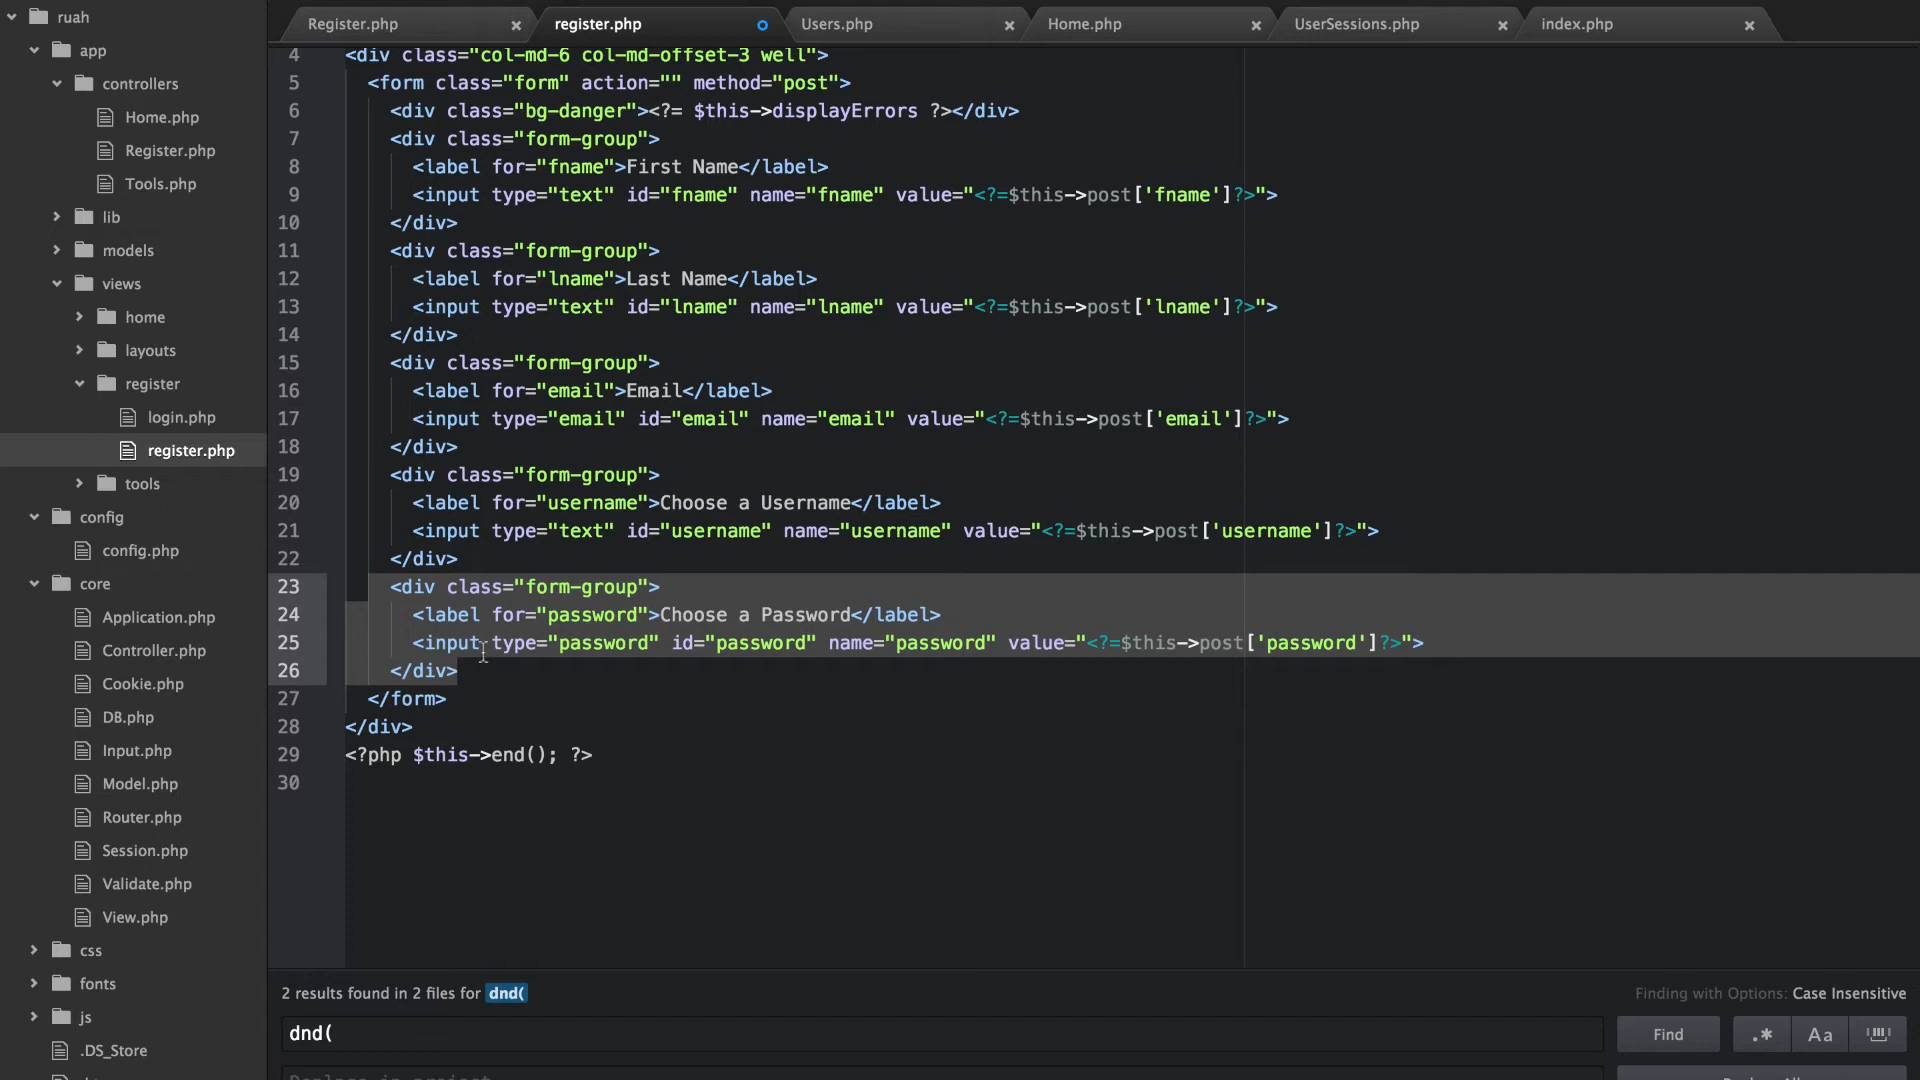 ruah
app
controllers
Home.php
Register.php
Tools.php
lib
models
views
home
layouts
register
login.php
register.php
tools
config
config.php
core
Application.php
Controller.php
Cookie.php
DB.php
Input.php
Model.php
Router.php
Session.php
Validate.php
View.php
css
fonts
js
.DS_Store
Register.php × register.php Users.php × Home.php × UserSessions.php × index.php ×
4 <div class="col-md-6 col-md-offset-3 well">
5 <form class="form" action="" method="post">
6 <div class="bg-danger"><?= $this->displayErrors ?></div>
7 <div class="form-group">
8 <label for="fname">First Name</label>
9 <input type="text" id="fname" name="fname" value="<?=$this->post['fname']?>">
10 </div>
11 <div class="form-group">
12 <label for="lname">Last Name</label>
13 <input type="text" id="lname" name="lname" value="<?=$this->post['lname']?>">
14 </div>
15 <div class="form-group">
16 <label for="email">Email</label>
17 <input type="email" id="email" name="email" value="<?=$this->post['email']?>">
18 </div>
19 <div class="form-group">
20 <label for="username">Choose a Username</label>
21 <input type="text" id="username" name="username" value="<?=$this->post['username']?>">
22 </div>
23 <div class="form-group">
24 <label for="password">Choose a Password</label>
25 <input type="password" id="password" name="password" value="<?=$this->post['password']?>">
26 </div>
27 </form>
28 </div>
29 <?php $this->end(); ?>
30
2 results found in 2 files for dnd( Finding with Options: Case Insensitive
dnd( Find .* Aa